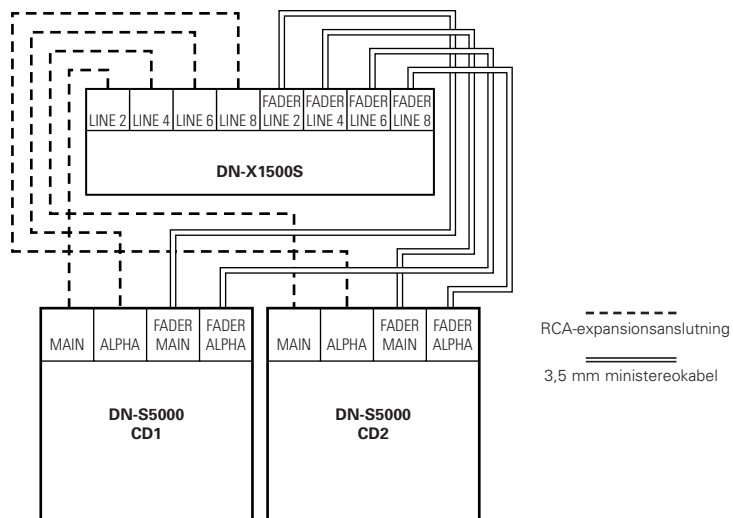 LINE 2
LINE 4
LINE 6
LINE 8
FADER
LINE 2
FADER
LINE 4
FADER
LINE 6
FADER
LINE 8
DN-X1500S
MAIN
ALPHA
FADER
MAIN
FADER
ALPHA
DN-S5000
CD1
MAIN
ALPHA
FADER
MAIN
FADER
ALPHA
DN-S5000
CD2
RCA-expansionsanslutning
3,5 mm ministereokabel